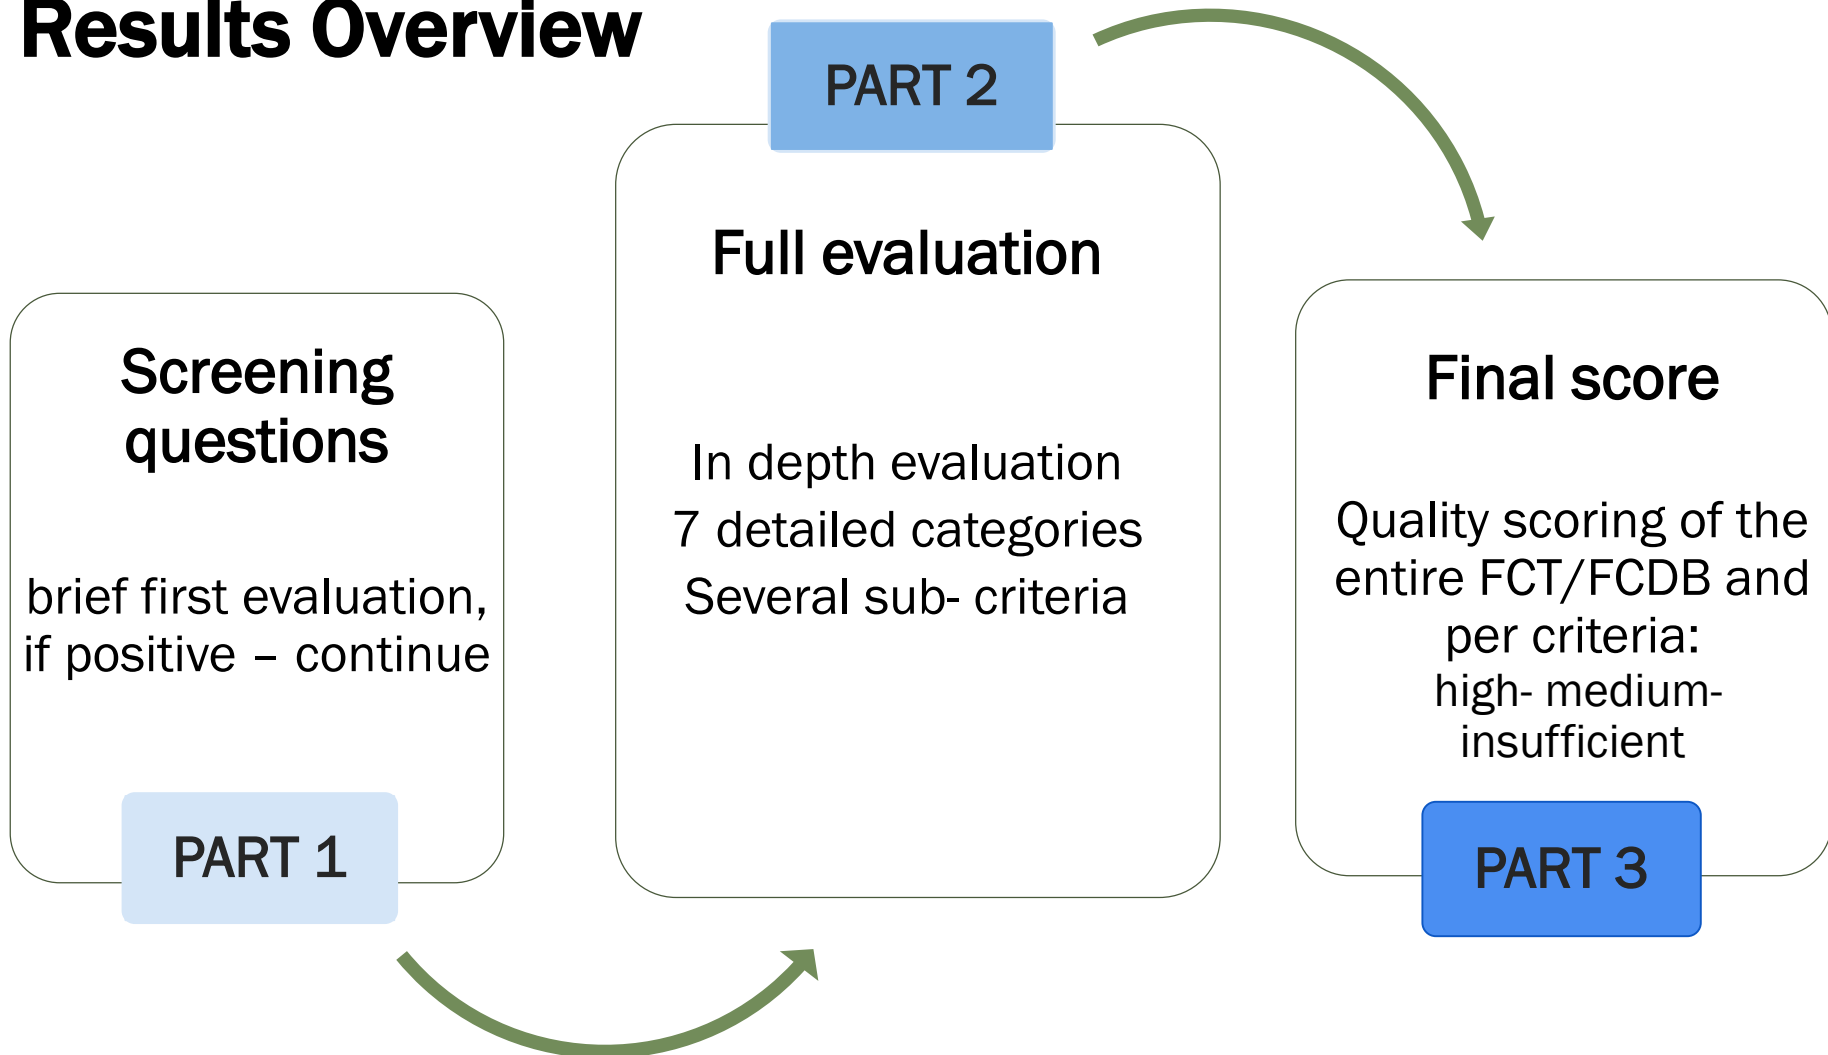 Results Overview
Screening
questions
brief first evaluation,
if positive – continue
PART 1
PART 2
Full evaluation
In depth evaluation
7 detailed categories
Several sub- criteria
Final score
Quality scoring of the
entire FCT/FCDB and
per criteria:
high- medium-
insufficient
PART 3